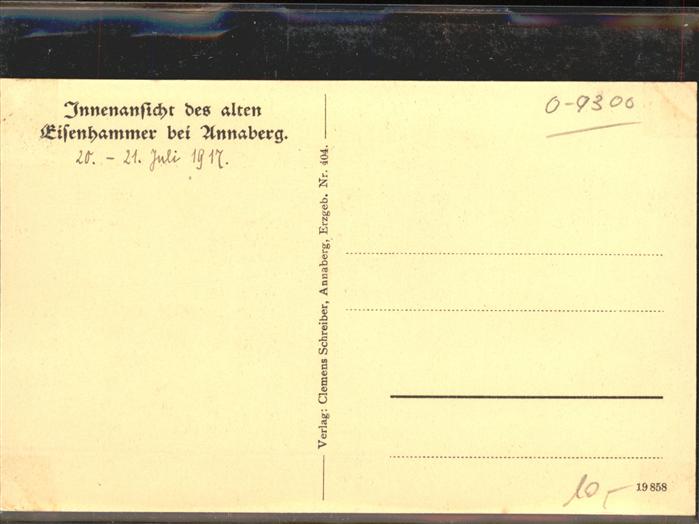 Innenansicht des alten
Eisenhammer bei Annaberg.
20. - 21. Juli 1917.
Verlag: Clemens Schreiber, Annaberg, Erzgeb. Nr. 404.
O-9300
10,-
19858